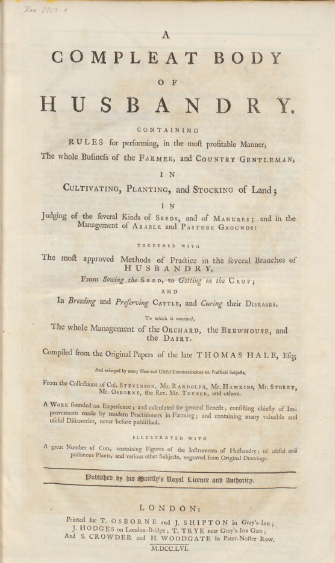 A
COMPLEAT BODY
OF
HUSBANDRY.
CONTAINING
RULES for performing, in the most profitable Manner,
The whole Business of the FARMER, and COUNTRY GENTLEMAN,
IN
CULTIVATING, PLANTING, and STOCKING of Land;
IN
Judging of the several Kinds of SEEDS, and of MANURES; and in the
Management of ARABLE and PASTURE GROUNDS:
TOGETHER WITH
The most approved Methods of Practice in the several Branches of
HUSBANDRY,
From Sowing the SEED, to Getting in the CROP;
AND
In Breeding and Preserving CATTLE, and Curing their DISEASES.
To which is annexed,
The whole Management of the ORCHARD, the BREWHOUSE, and
the DAIRY.
Compiled from the Original Papers of the late THOMAS HALE, Esq;
And enlarged by many New and Useful Communications on Practical Subjects,
From the Collections of Col. STEVENSON, Mr. RANDOLPH, Mr. HAWKINS, Mr. STOREY,
Mr. OSBORNE, the Rev. Mr. TURNER, and others.
A WORK founded on Experience; and calculated for general Benefit; consisting chiefly of Im-
provements made by modern Practitioners in Farming; and containing many valuable and
useful Discoveries, never before published.
ILLUSTRATED WITH
A great Number of CUTS, containing Figures of the Instruments of Husbandry; of useful and
poisonous Plants, and various other Subjects, engraved from Original Drawings.
Published by his Majesty's Royal Licence and Authority.
LONDON:
Printed for T. OSBORNE and J. SHIPTON in Gray's-Inn;
J. HODGES on London-Bridge; T. TRYE near Gray's-Inn Gate;
And S. CROWDER and H. WOODGATE in Pater-Noster Row.
M.DCC.LVI.